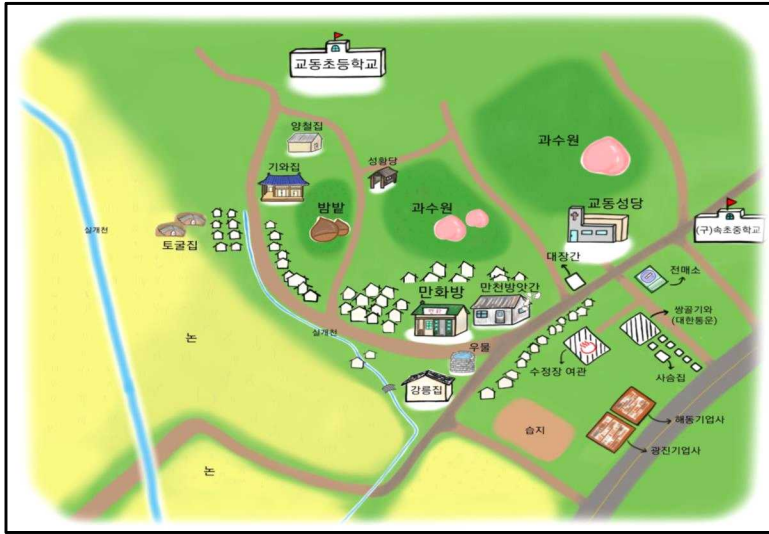 교동초등학교
양철집
기와집
성황당
밤밭
과수원
과수원
교동성당
(구)속초중학교
실개천
토굴집
대장간
전매소
만화방
만천방앗간
쌍골기와
(대한통운)
실개천
우물
수정장 여관
사슴집
논
강릉집
습지
해동기업사
광진기업사
논